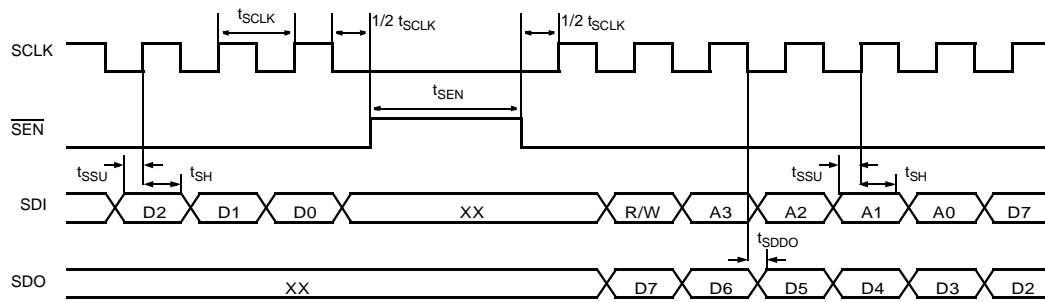 tSCLK
1/2 tSCLK
1/2 tSCLK
SCLK
tSEN
SEN
tSSU
tSH
tSSU
tSH
SDI
D2
D1
D0
XX
R/W
A3
A2
A1
A0
D7
tSDDO
SDO
XX
D7
D6
D5
D4
D3
D2